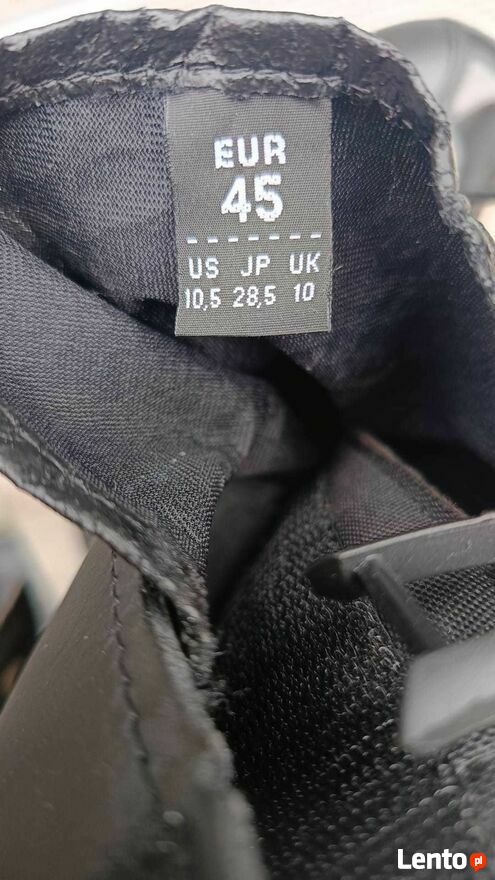 EUR
45
US JP UK
10,5 28,5 10
Lento.pl